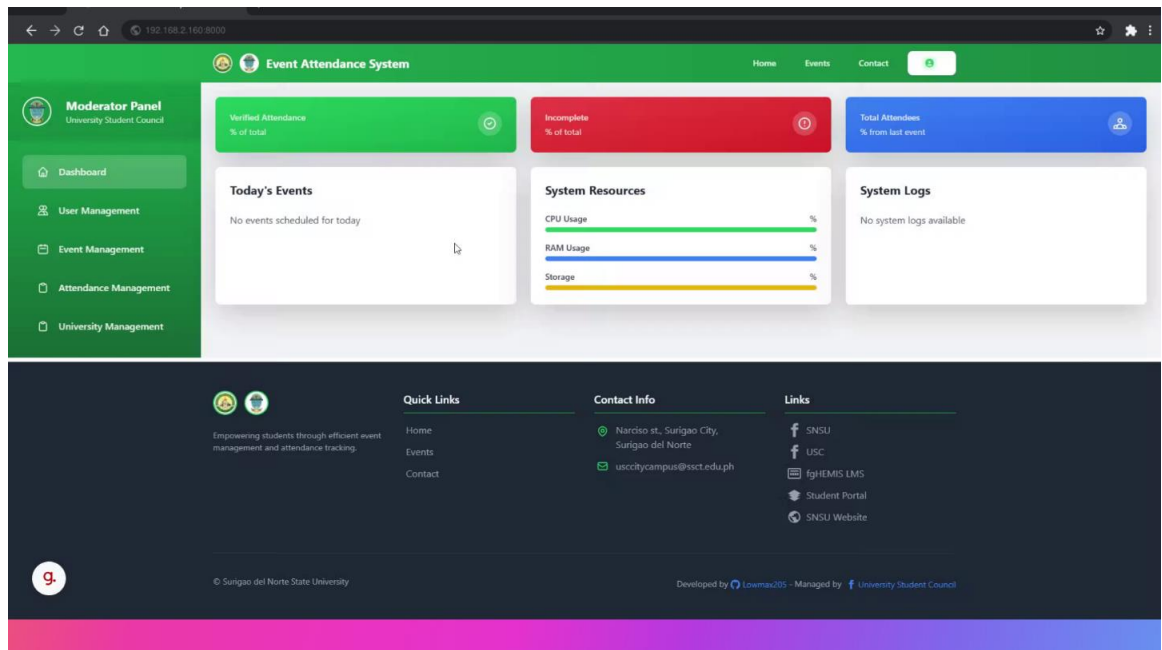 192.168.2.160:8000
Event Attendance System
Home
Events
Contact
Moderator Panel
University Student Council
Dashboard
User Management
Event Management
Attendance Management
University Management
Verified Attendance
% of total
Incomplete
% of total
Total Attendees
% from last event
Today's Events
No events scheduled for today
System Resources
CPU Usage %
RAM Usage %
Storage %
System Logs
No system logs available
Empowering students through efficient event
management and attendance tracking.
Quick Links
Home
Events
Contact
Contact Info
Narciso st., Surigao City,
Surigao del Norte
usccitycampus@ssct.edu.ph
Links
SNSU
USC
fgHEMIS LMS
Student Portal
SNSU Website
g.
© Surigao del Norte State University
Developed by Lowmax205 - Managed by University Student Council